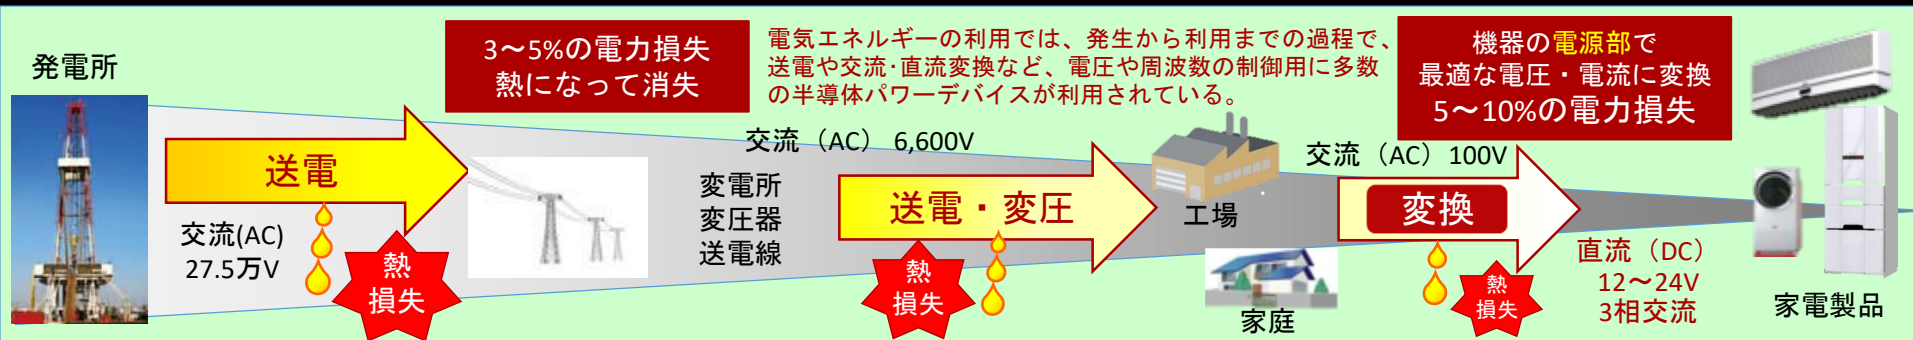 発電所
3～5%の電力損失
熱になって消失
電気エネルギーの利用では、発生から利用までの過程で、
送電や交流･直流変換など、電圧や周波数の制御用に多数
の半導体パワーデバイスが利用されている。
機器の電源部で
最適な電圧・電流に変換
5～10%の電力損失
送電
交流(AC)
27.5万V
熱
損失
変電所
変圧器
送電線
交流（AC） 6,600V
送電・変圧
熱
損失
工場
家庭
交流（AC）100V
変換
熱
損失
直流（DC）
12～24V
3相交流
家電製品